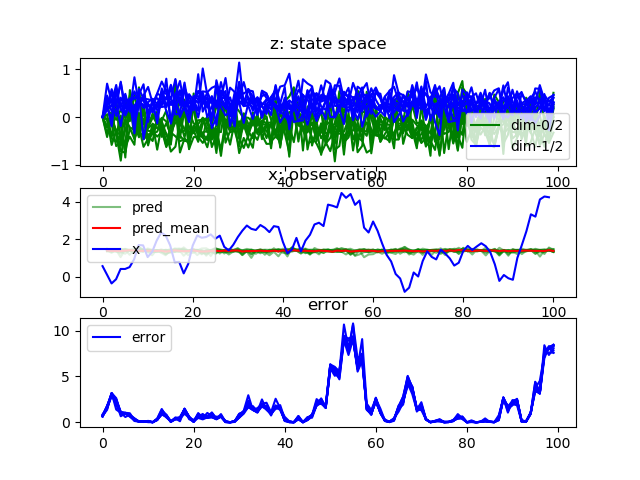 z: state space
1
0
−1
dim-0/2
dim-1/2
0 20 40 60 80 100
x: observation
4
2
0
pred
pred_mean
x
0 20 40 60 80 100
error
10
5
0
error
0 20 40 60 80 100